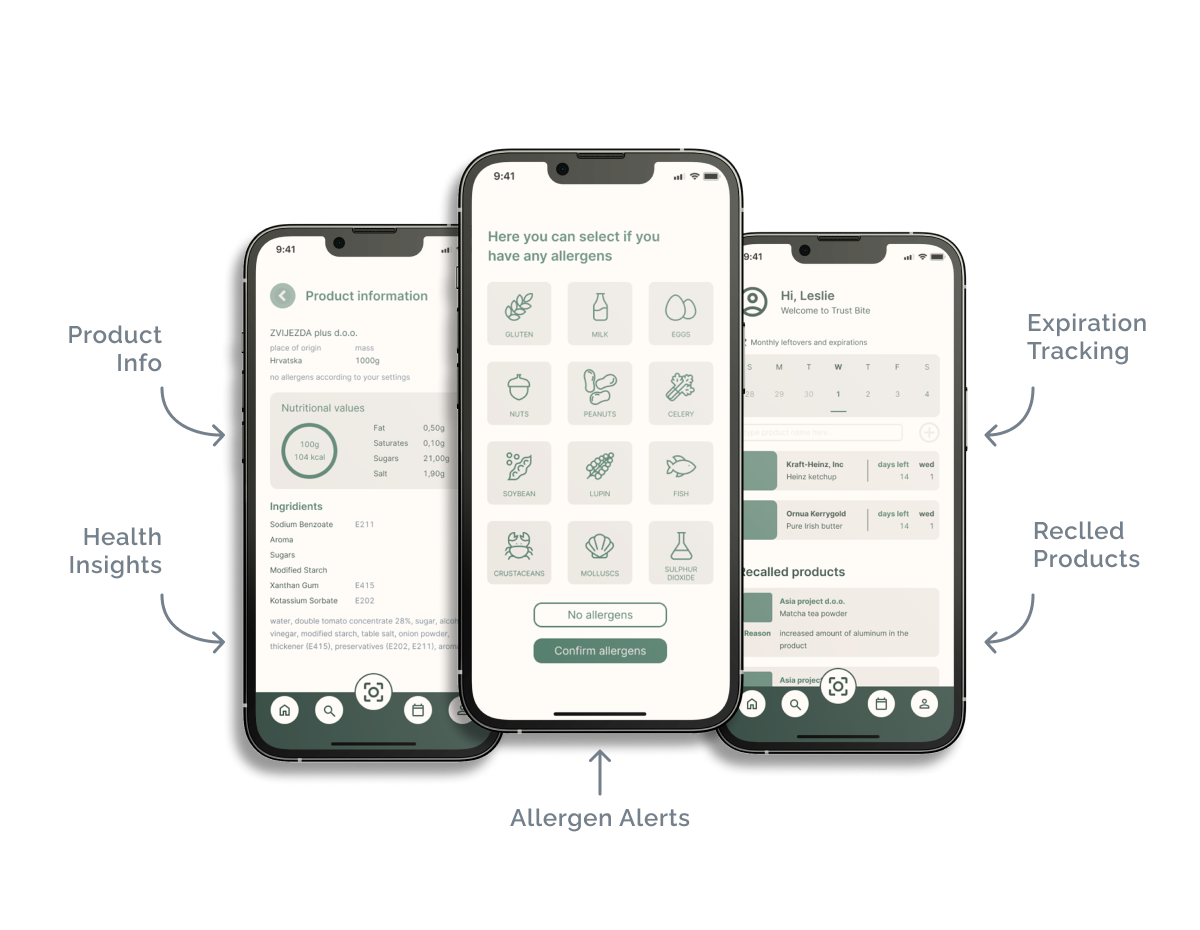 Product
Info
Health
Insights
9:41
Product information
ZVIJEZDA plus d.o.o.
place of origin mass
Hrvatska 1000g
no allergens according to your settings
Nutritional values
100g
104 kcal
Fat 0,50g
Saturates 0,10g
Sugars 21,00g
Salt 1,90g
Ingridients
Sodium Benzoate E211
Aroma
Sugars
Modified Starch
Xanthan Gum E415
Kotassium Sorbate E202
water, double tomato concentrate 28%, sugar, alcoh
vinegar, modified starch, table salt, onion powder,
thickener (E415), preservatives (E202, E211), aroma
9:41
Here you can select if you
have any allergens
GLUTEN MILK EGGS
NUTS PEANUTS CELERY
SOYBEAN LUPIN FISH
CRUSTACEANS MOLLUSCS SULPHUR
DIOXIDE
No allergens
Confirm allergens
Allergen Alerts
9:41
Hi, Leslie
Welcome to Trust Bite
Monthly leftovers and expirations
S M T W T F S
28 29 30 1 2 3 4
product name here...
Kraft-Heinz, Inc days left wed
Heinz ketchup 14 1
Ornua Kerrygold days left wed
Pure Irish butter 14 1
Recalled products
Asia project d.o.o.
Matcha tea powder
Reason increased amount of aluminum in the
product
Asia project
Expiration
Tracking
Reclled
Products